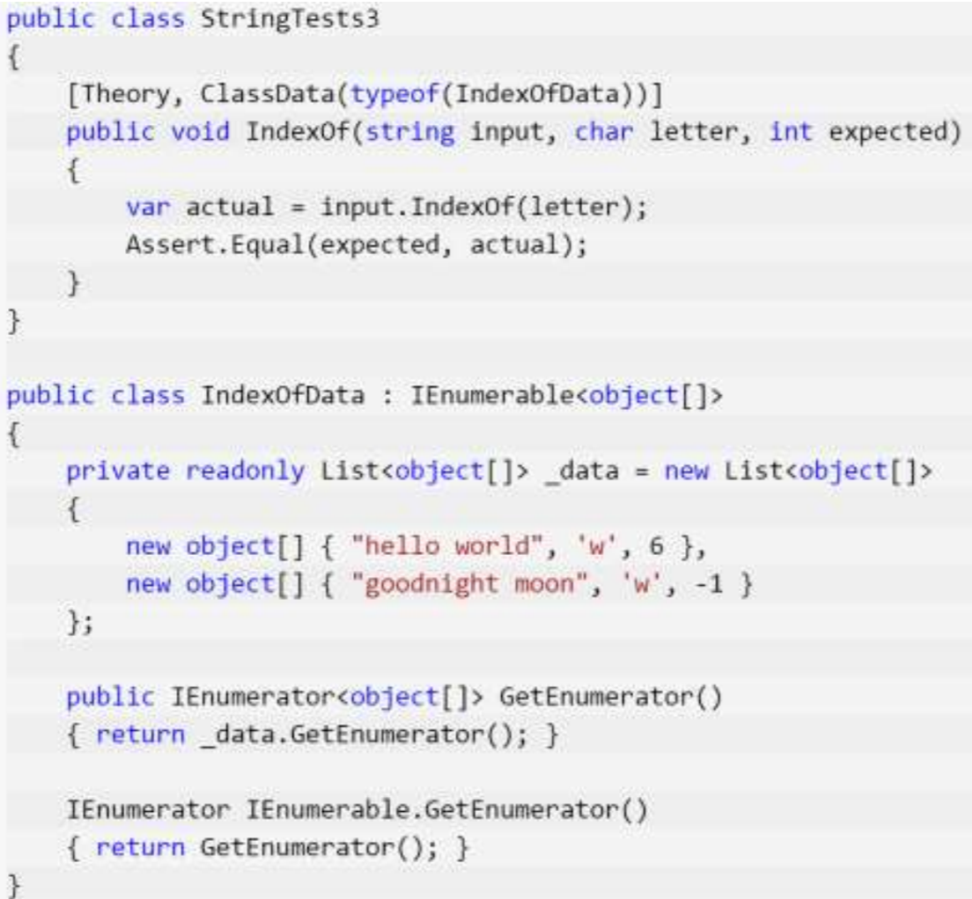 public class StringTests3
{
    [Theory, ClassData(typeof(IndexOfData))]
    public void IndexOf(string input, char letter, int expected)
    {
        var actual = input.IndexOf(letter);
        Assert.Equal(expected, actual);
    }
}

public class IndexOfData : IEnumerable<object[]>
{
    private readonly List<object[]> _data = new List<object[]>
    {
        new object[] { "hello world", 'w', 6 },
        new object[] { "goodnight moon", 'w', -1 }
    };

    public IEnumerator<object[]> GetEnumerator()
    { return _data.GetEnumerator(); }

    IEnumerator IEnumerable.GetEnumerator()
    { return GetEnumerator(); }
}